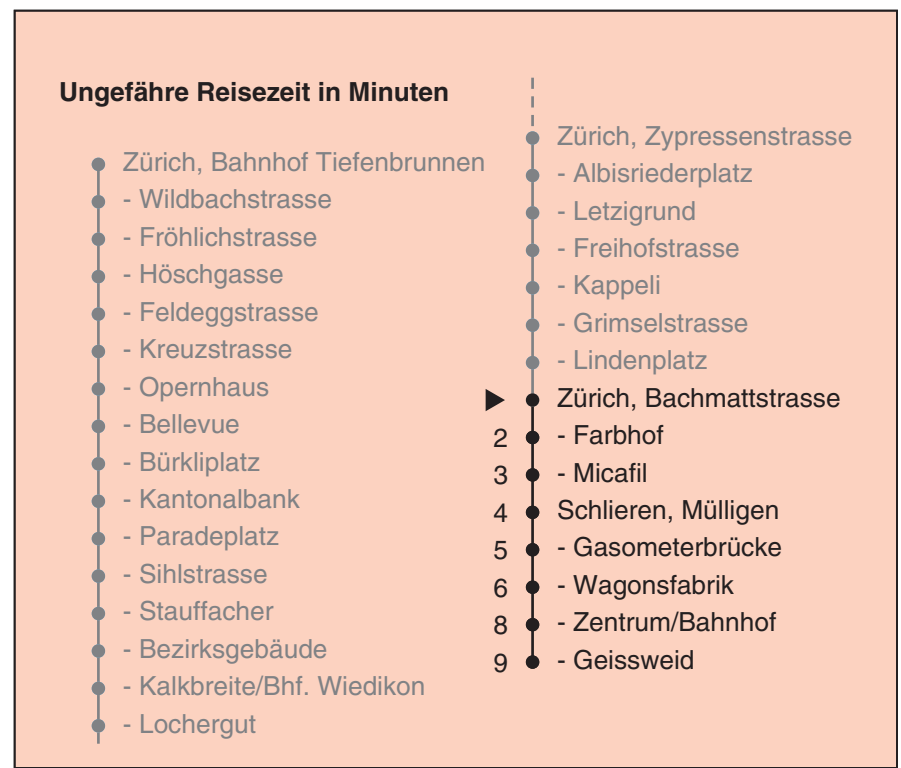 Ungefähre Reisezeit in Minuten
Zürich, Bahnhof Tiefenbrunnen
- Wildbachstrasse
- Fröhlichstrasse
- Höschgasse
- Feldeggstrasse
- Kreuzstrasse
- Opernhaus
- Bellevue
- Bürkliplatz
- Kantonalbank
- Paradeplatz
- Sihlstrasse
- Stauffacher
- Bezirksgebäude
- Kalkbreite/Bhf. Wiedikon
- Lochergut
Zürich, Zypressenstrasse
- Albisriederplatz
- Letzigrund
- Freihofstrasse
- Kappeli
- Grimselstrasse
- Lindenplatz
Zürich, Bachmattstrasse
2 - Farbhof
3 - Micafil
4 Schlieren, Mülligen
5 - Gasometerbrücke
6 - Wagonsfabrik
8 - Zentrum/Bahnhof
9 - Geissweid